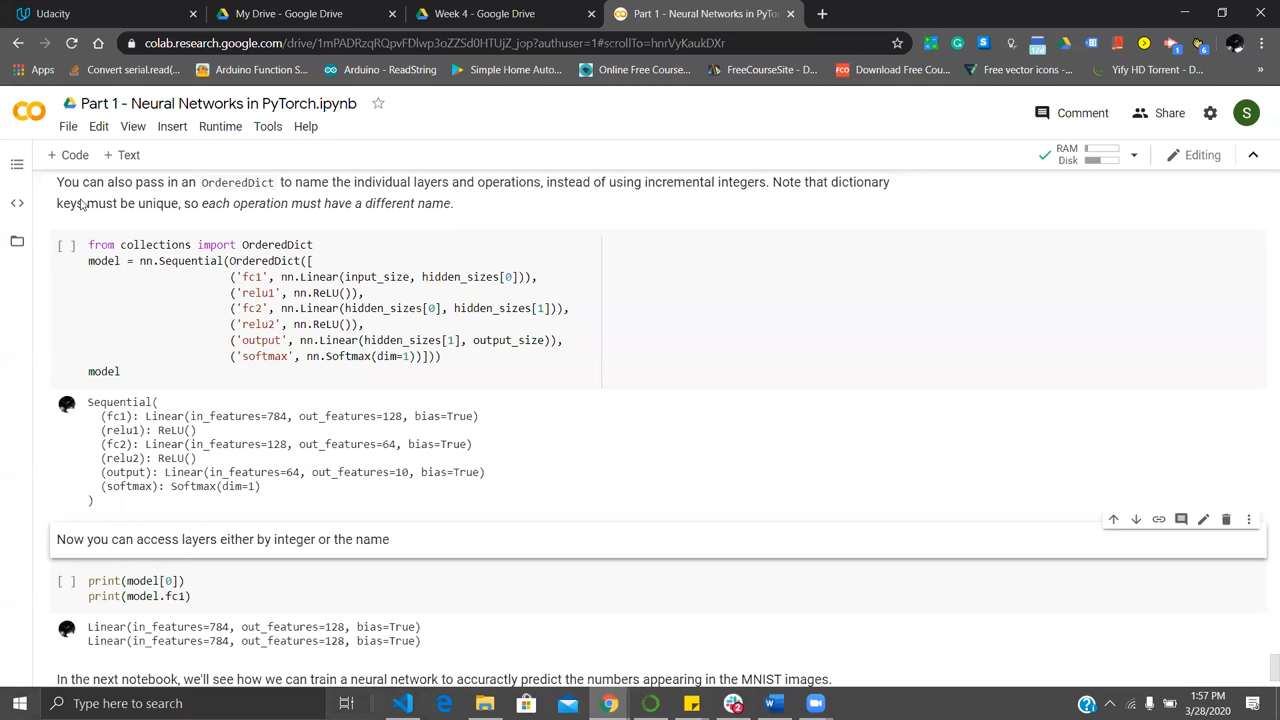 Udacity
My Drive - Google Drive
Week 4 - Google Drive
Part 1 - Neural Networks in PyTor
colab.research.google.com/drive/1mPADRzqRQpvFDlwp3oZZSd0HTUjZ_jop?authuser=1#scrollTo=hnrVyKaukDXr
Apps
Convert serial.read(...
Arduino Function S...
Arduino - ReadString
Simple Home Auto...
Online Free Course...
FreeCourseSite - D...
FCO
Download Free Cou...
Free vector icons -...
Yify HD Torrent - D...
»
CO
Part 1 - Neural Networks in PyTorch.ipynb
Comment
Share
S
File
Edit
View
Insert
Runtime
Tools
Help
+ Code
+ Text
RAM
Disk
Editing
You can also pass in an OrderedDict to name the individual layers and operations, instead of using incremental integers. Note that dictionary
keys must be unique, so each operation must have a different name.
[ ] from collections import OrderedDict
model = nn.Sequential(OrderedDict([
('fc1', nn.Linear(input_size, hidden_sizes[0])),
('relu1', nn.ReLU()),
('fc2', nn.Linear(hidden_sizes[0], hidden_sizes[1])),
('relu2', nn.ReLU()),
('output', nn.Linear(hidden_sizes[1], output_size)),
('softmax', nn.Softmax(dim=1))]))
model
Sequential(
(fc1): Linear(in_features=784, out_features=128, bias=True)
(relu1): ReLU()
(fc2): Linear(in_features=128, out_features=64, bias=True)
(relu2): ReLU()
(output): Linear(in_features=64, out_features=10, bias=True)
(softmax): Softmax(dim=1)
)
Now you can access layers either by integer or the name
[ ] print(model[0])
print(model.fc1)
Linear(in_features=784, out_features=128, bias=True)
Linear(in_features=784, out_features=128, bias=True)
In the next notebook, we'll see how we can train a neural network to accuractly predict the numbers appearing in the MNIST images.
Type here to search
1:57 PM
3/28/2020